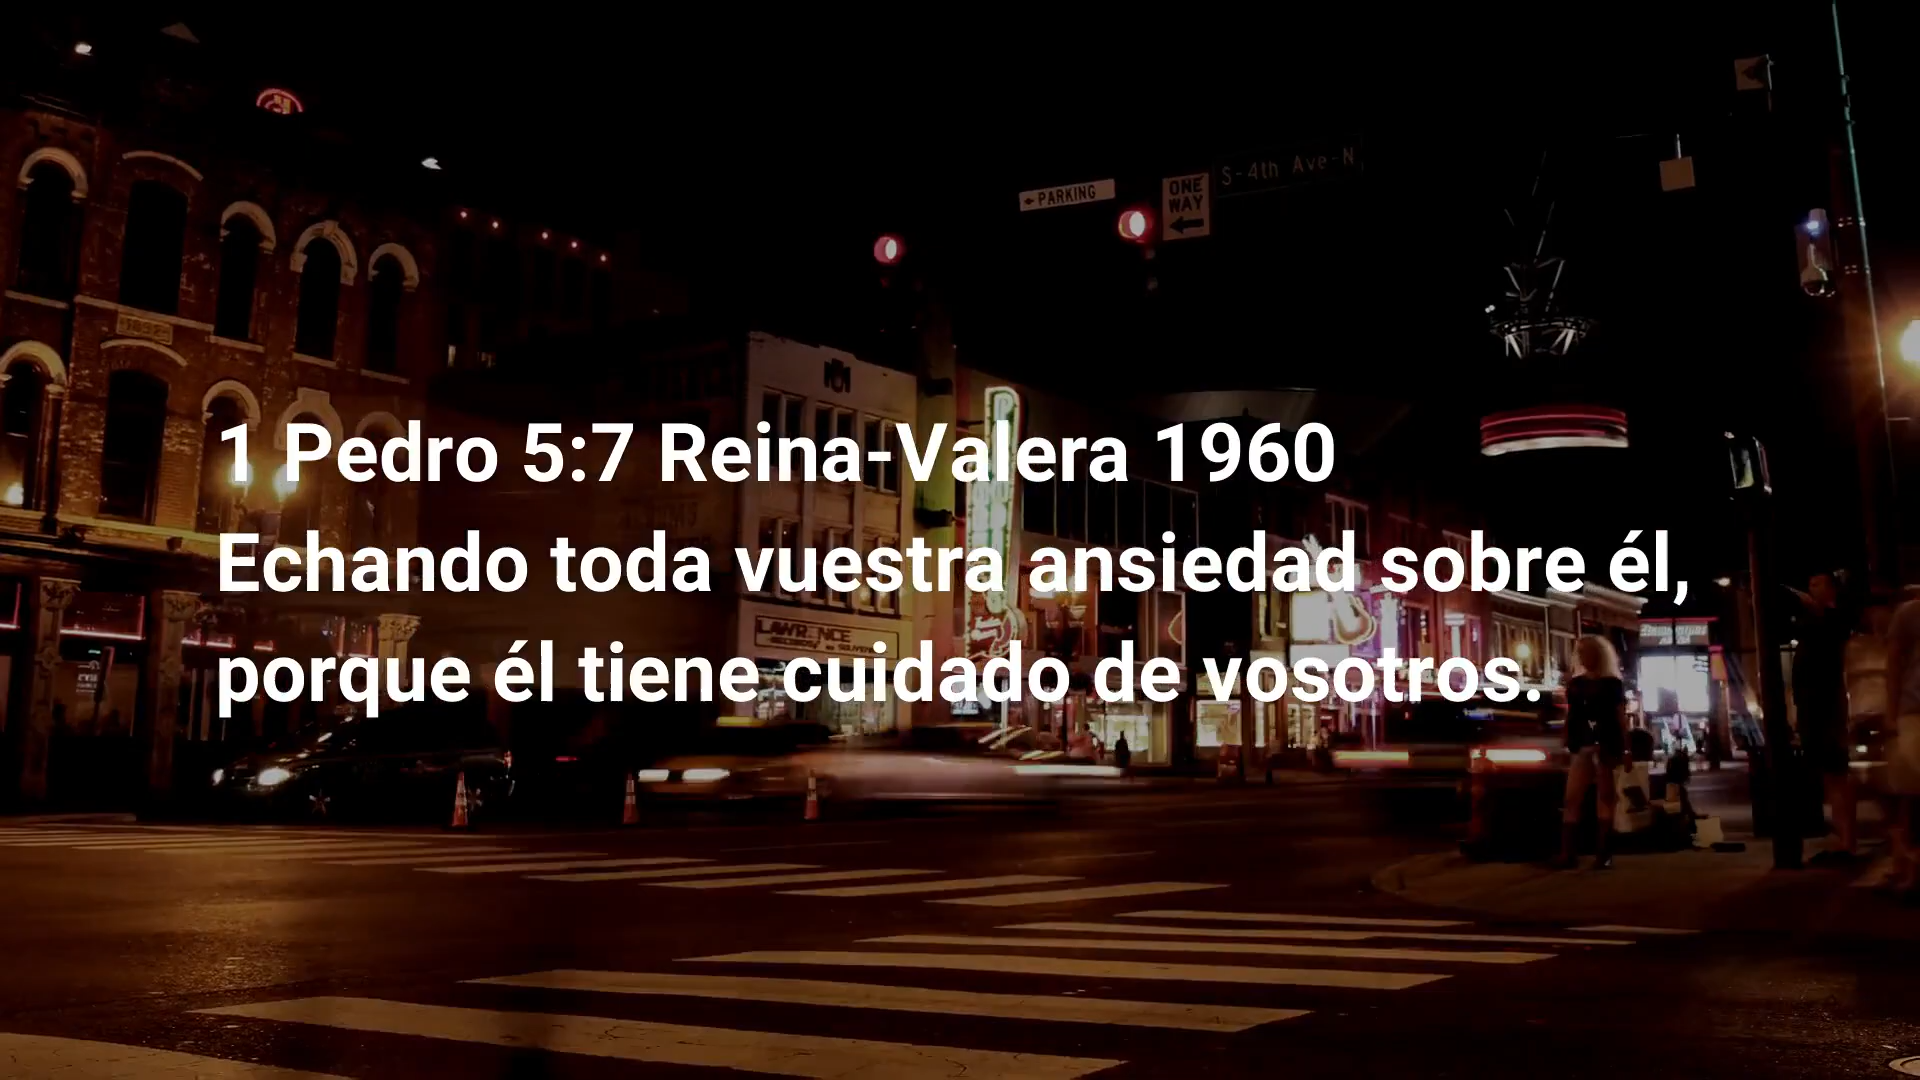 ← PARKING
ONE
WAY
S-4th Ave-N
1 Pedro 5:7 Reina-Valera 1960
Echando toda vuestra ansiedad sobre él,
porque él tiene cuidado de vosotros.